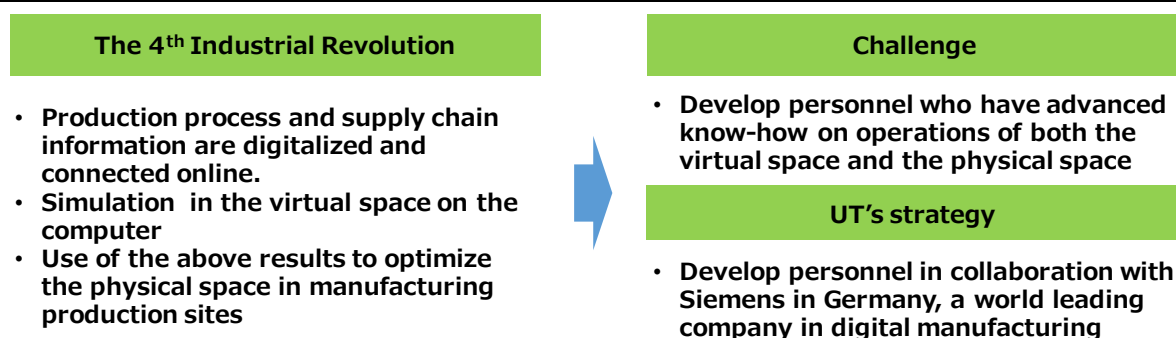 The 4th Industrial Revolution
• Production process and supply chain
information are digitalized and
connected online.
• Simulation in the virtual space on the
computer
• Use of the above results to optimize
the physical space in manufacturing
production sites
Challenge
• Develop personnel who have advanced
know-how on operations of both the
virtual space and the physical space
UT's strategy
• Develop personnel in collaboration with
Siemens in Germany, a world leading
company in digital manufacturing